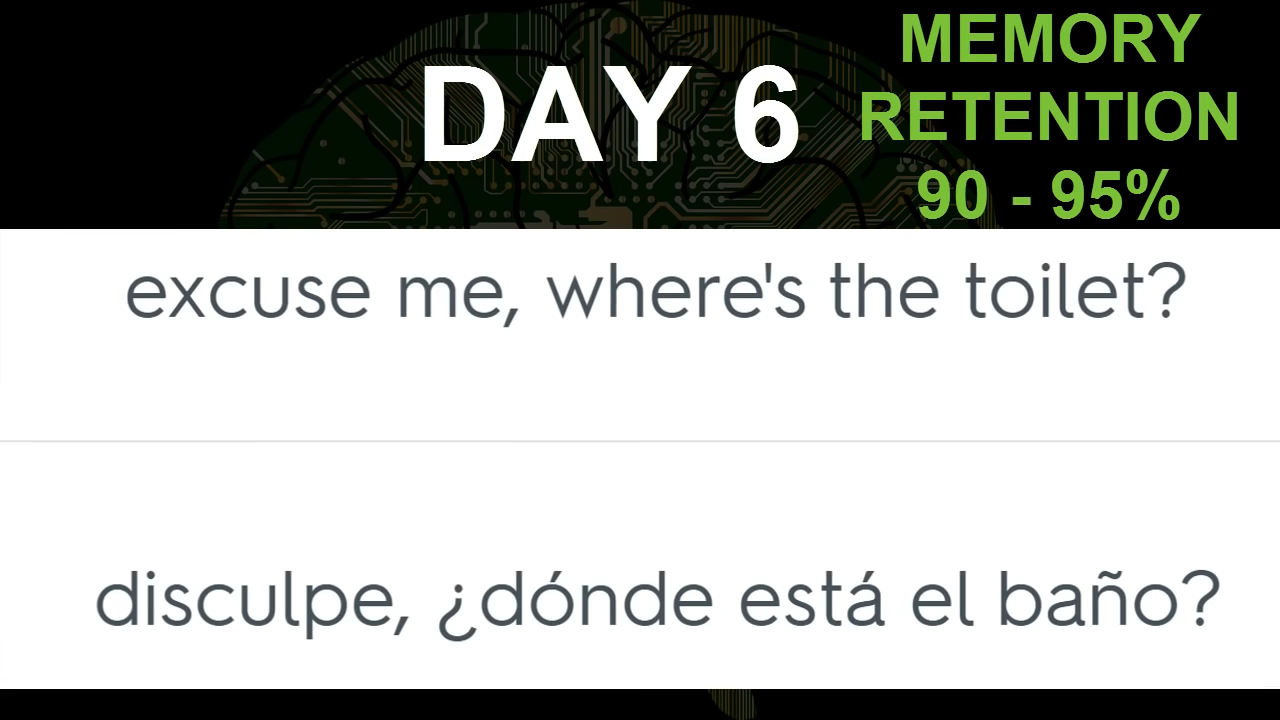 DAY 6
MEMORY
RETENTION
90 - 95%
excuse me, where's the toilet?
disculpe, ¿dónde está el baño?